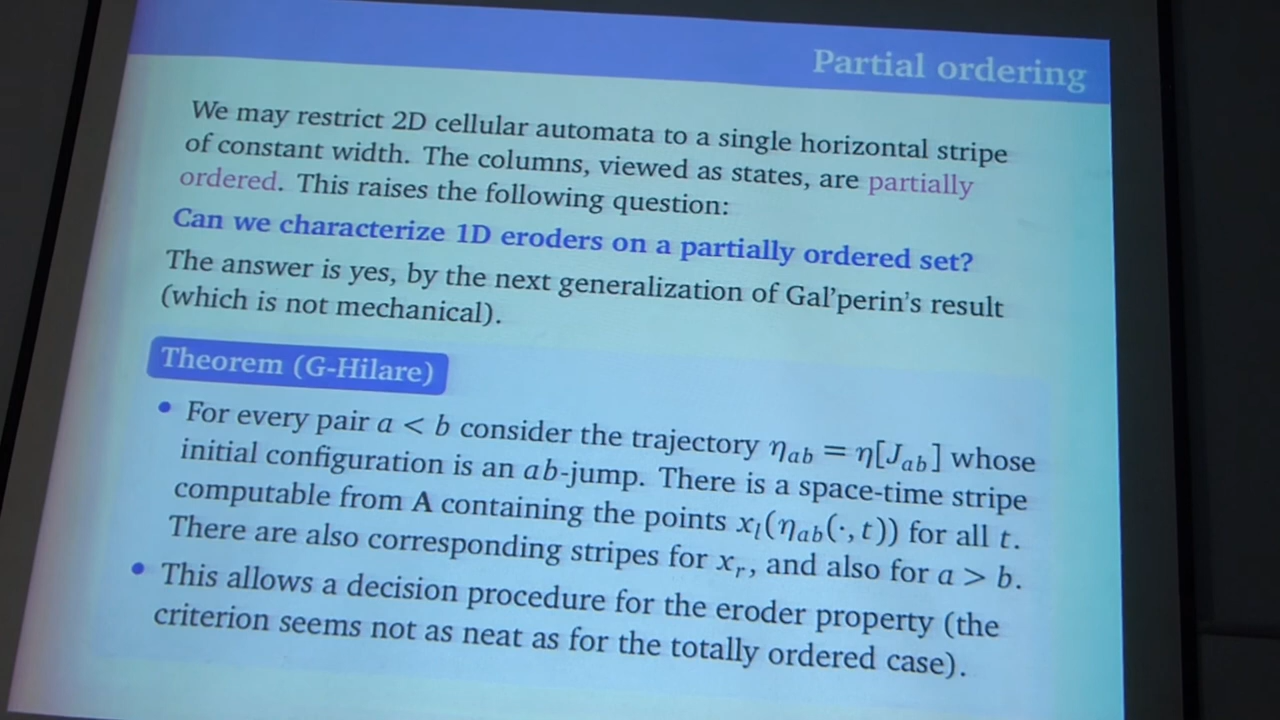 Partial ordering
We may restrict 2D cellular automata to a single horizontal stripe
of constant width. The columns, viewed as states, are partially
ordered. This raises the following question:
Can we characterize 1D eroders on a partially ordered set?
The answer is yes, by the next generalization of Gal'perin's result
(which is not mechanical).
Theorem (G-Hilare)
• For every pair a < b consider the trajectory η_{ab} = η[J_{ab}] whose
initial configuration is an ab-jump. There is a space-time stripe
computable from A containing the points x_l(η_{ab}(·, t)) for all t.
There are also corresponding stripes for x_r, and also for a > b.
• This allows a decision procedure for the eroder property (the
criterion seems not as neat as for the totally ordered case).